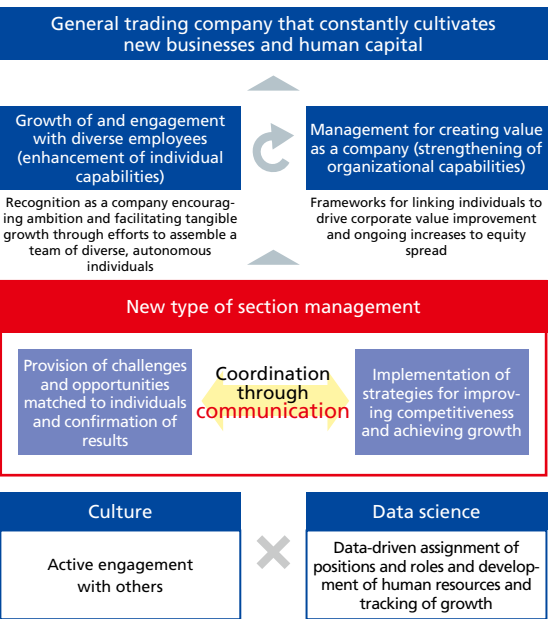 General trading company that constantly cultivates
new businesses and human capital
Growth of and engagement
with diverse employees
(enhancement of individual
capabilities)
Recognition as a company encourag-
ing ambition and facilitating tangible
growth through efforts to assemble a
team of diverse, autonomous
individuals
Management for creating value
as a company (strengthening of
organizational capabilities)
Frameworks for linking individuals to
drive corporate value improvement
and ongoing increases to equity
spread
New type of section management
Provision of challenges
and opportunities
matched to individuals
and confirmation of
results
Coordination
through
communication
Implementation of
strategies for improv-
ing competitiveness
and achieving growth
Culture
Active engagement
with others
Data science
Data-driven assignment of
positions and roles and develop-
ment of human resources and
tracking of growth